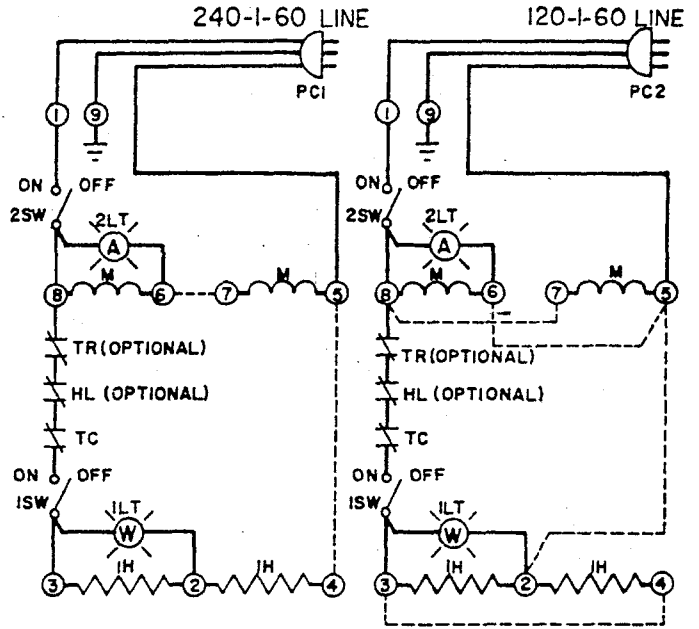 240-1-60 LINE
120-1-60 LINE
PC1
PC2
1
9
1
9
ON OFF
ON OFF
2SW
2SW
2LT
2LT
A
A
M
M
M
M
8
6
7
5
8
6
7
5
TR (OPTIONAL)
TR (OPTIONAL)
HL (OPTIONAL)
HL (OPTIONAL)
TC
TC
ON OFF
ON OFF
1SW
1SW
1LT
1LT
W
W
1H
1H
1H
1H
3
2
4
3
2
4